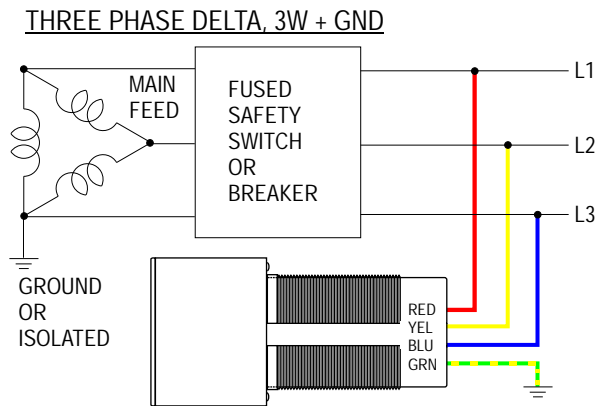 THREE PHASE DELTA, 3W + GND
MAIN
FEED
FUSED
SAFETY
SWITCH
OR
BREAKER
L1
L2
L3
GROUND
OR
ISOLATED
RED
YEL
BLU
GRN